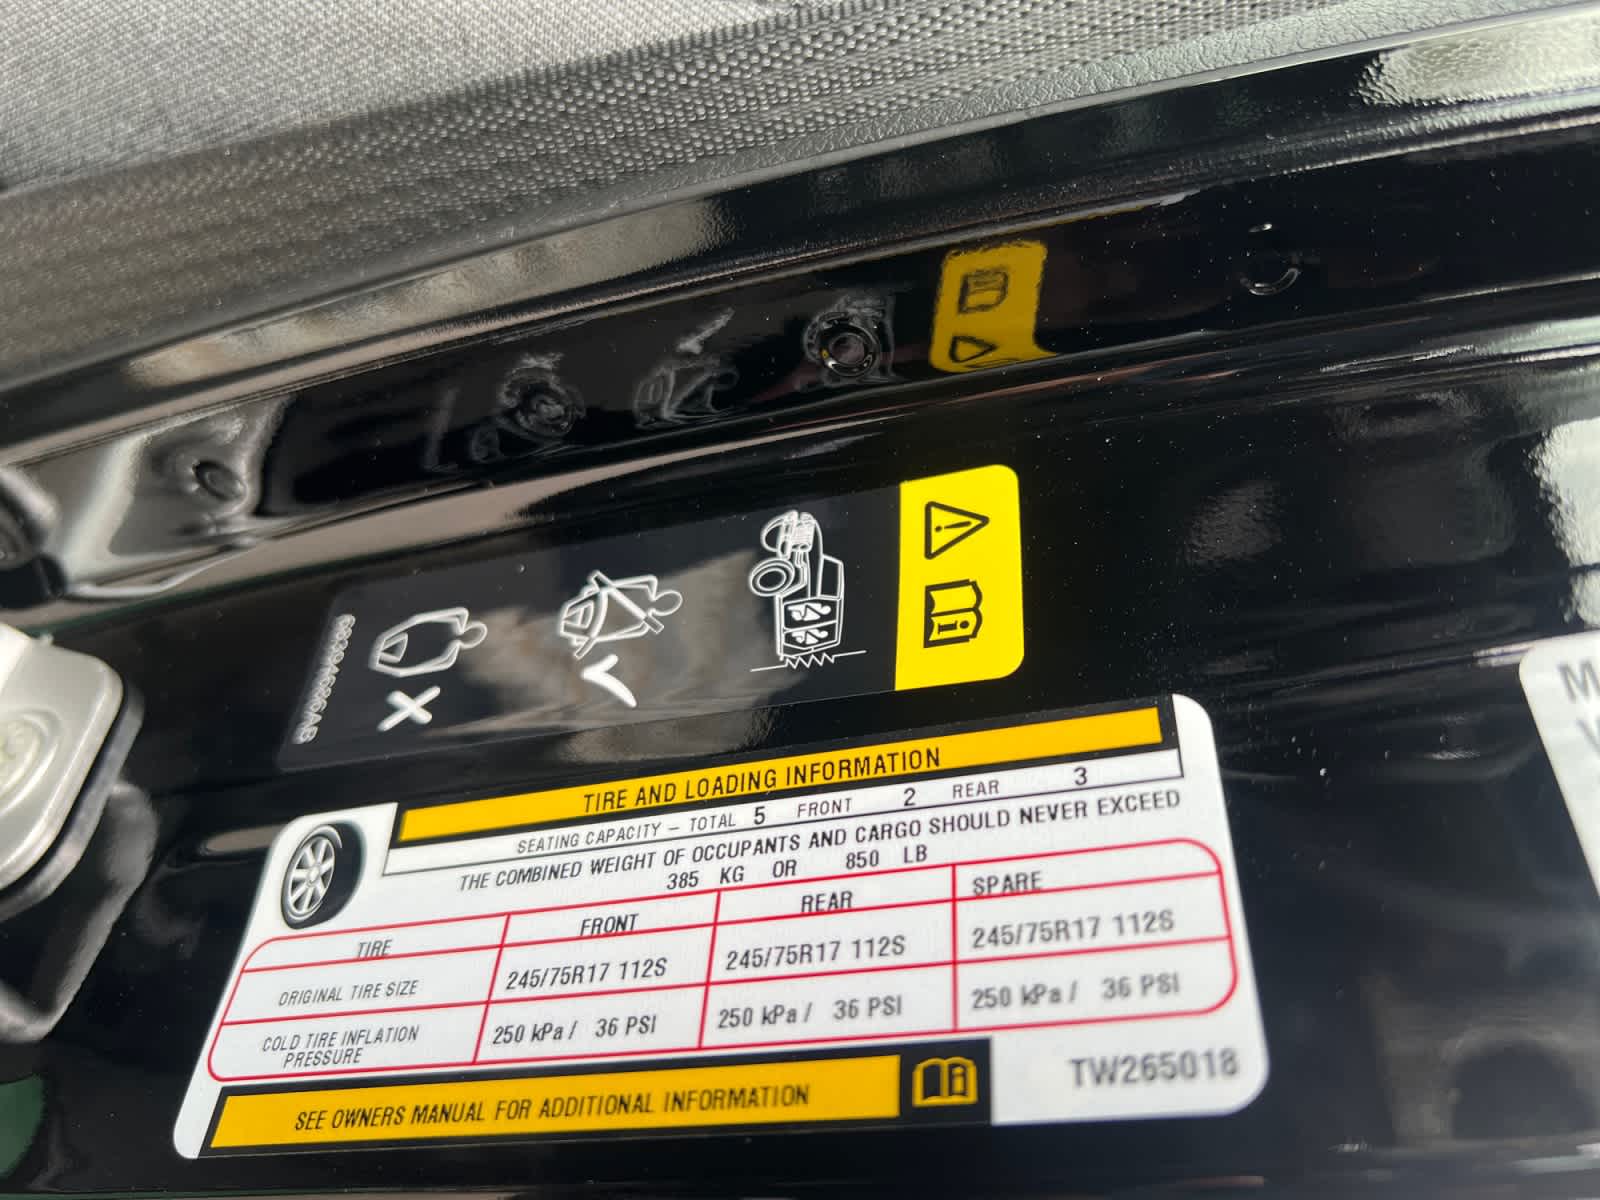 68394686AB
TIRE AND LOADING INFORMATION
SEATING CAPACITY – TOTAL 5 FRONT 2 REAR 3
THE COMBINED WEIGHT OF OCCUPANTS AND CARGO SHOULD NEVER EXCEED
385 KG OR 850 LB
TIRE FRONT REAR SPARE
ORIGINAL TIRE SIZE 245/75R17 112S 245/75R17 112S 245/75R17 112S
COLD TIRE INFLATION PRESSURE 250 kPa / 36 PSI 250 kPa / 36 PSI 250 kPa / 36 PSI
SEE OWNERS MANUAL FOR ADDITIONAL INFORMATION
TW265018